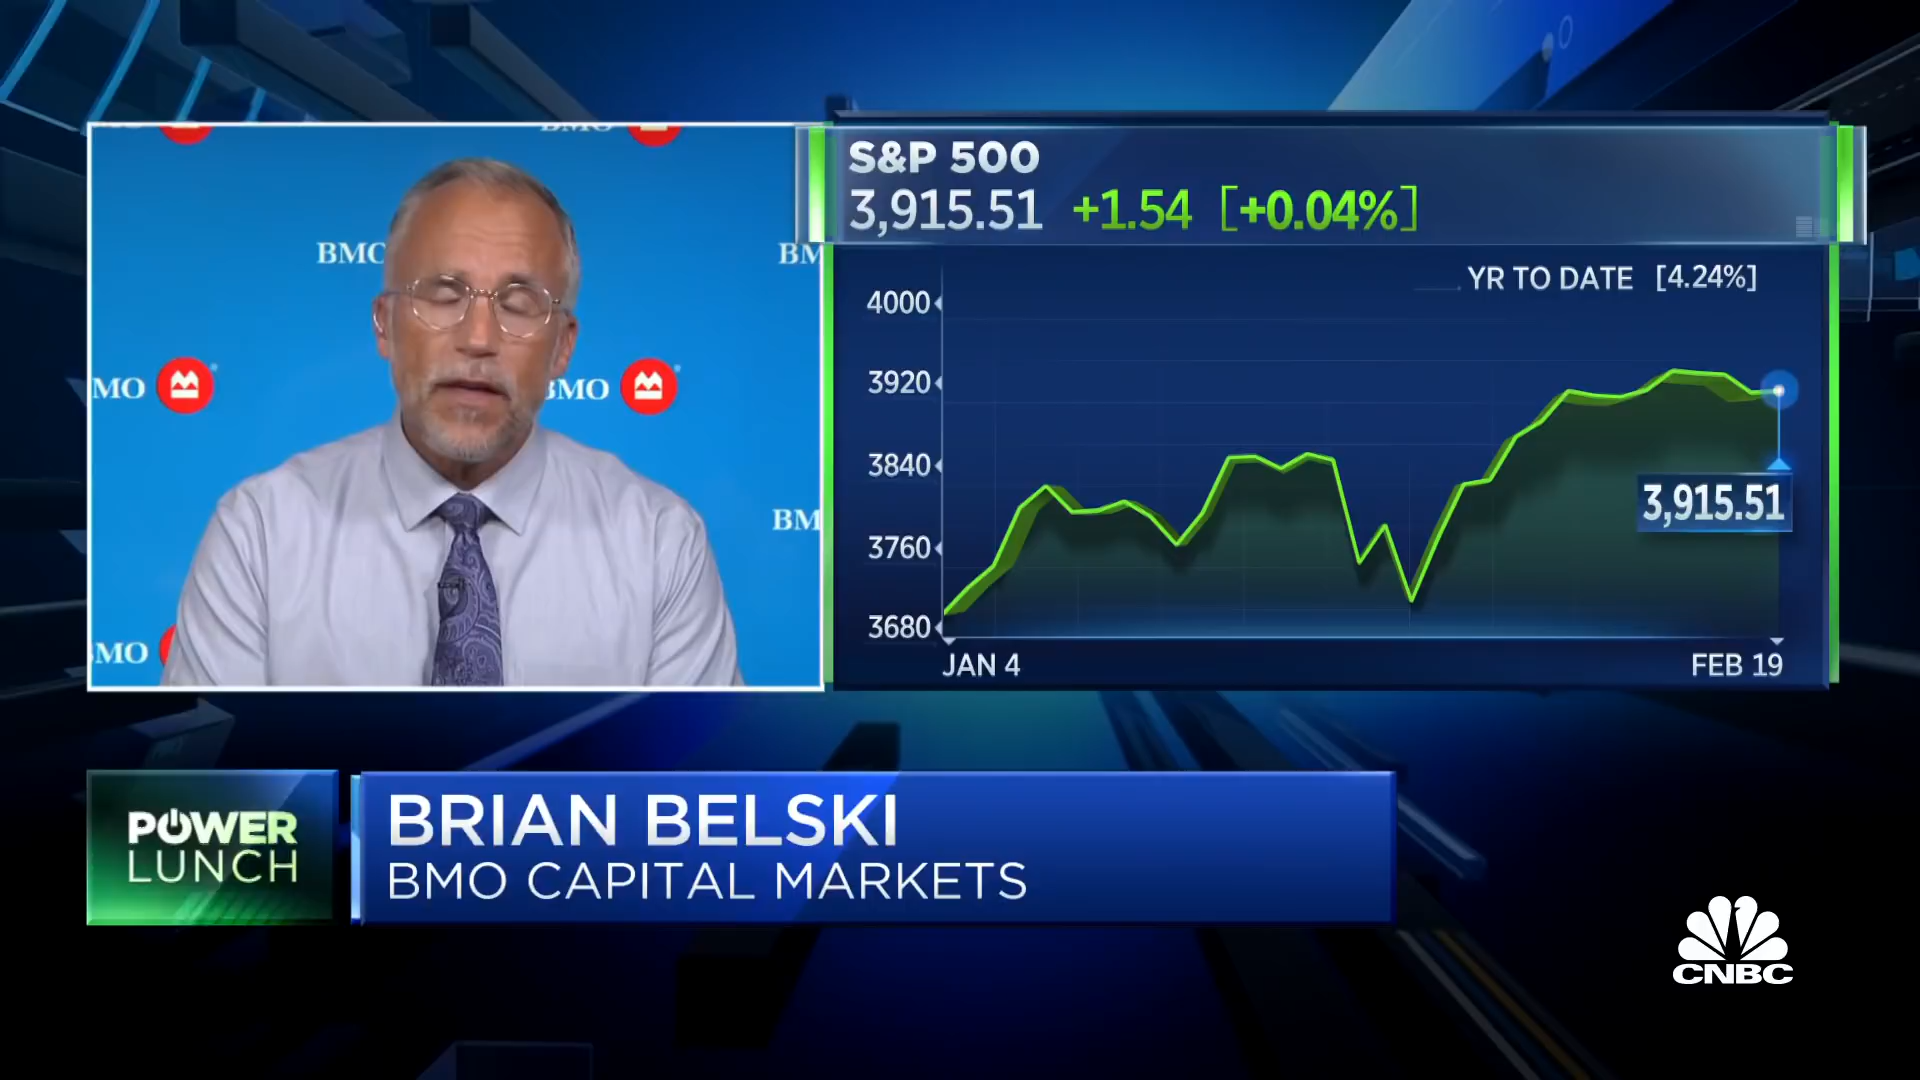 BMO
BMO
BMO
BM
MO
BMO
BM
BMO
S&P 500
3,915.51 +1.54 [+0.04%]
YR TO DATE [4.24%]
4000
3920
3840
3760
3680
3,915.51
JAN 4
FEB 19
POWER
LUNCH
BRIAN BELSKI
BMO CAPITAL MARKETS
CNBC